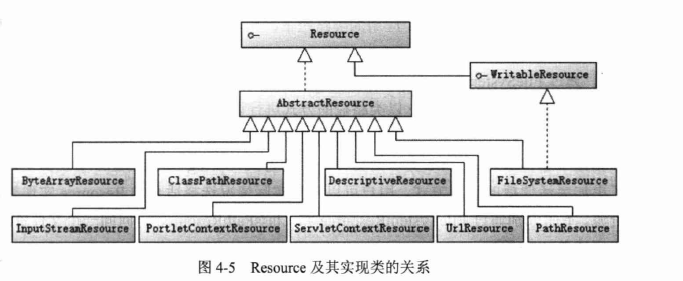 Resource
WritableResource
AbstractResource
ByteArrayResource
ClassPathResource
DescriptiveResource
FileSystemResource
InputStreamResource
PortletContextResource
ServletContextResource
UrlResource
PathResource
图 4-5 Resource 及其实现类的关系